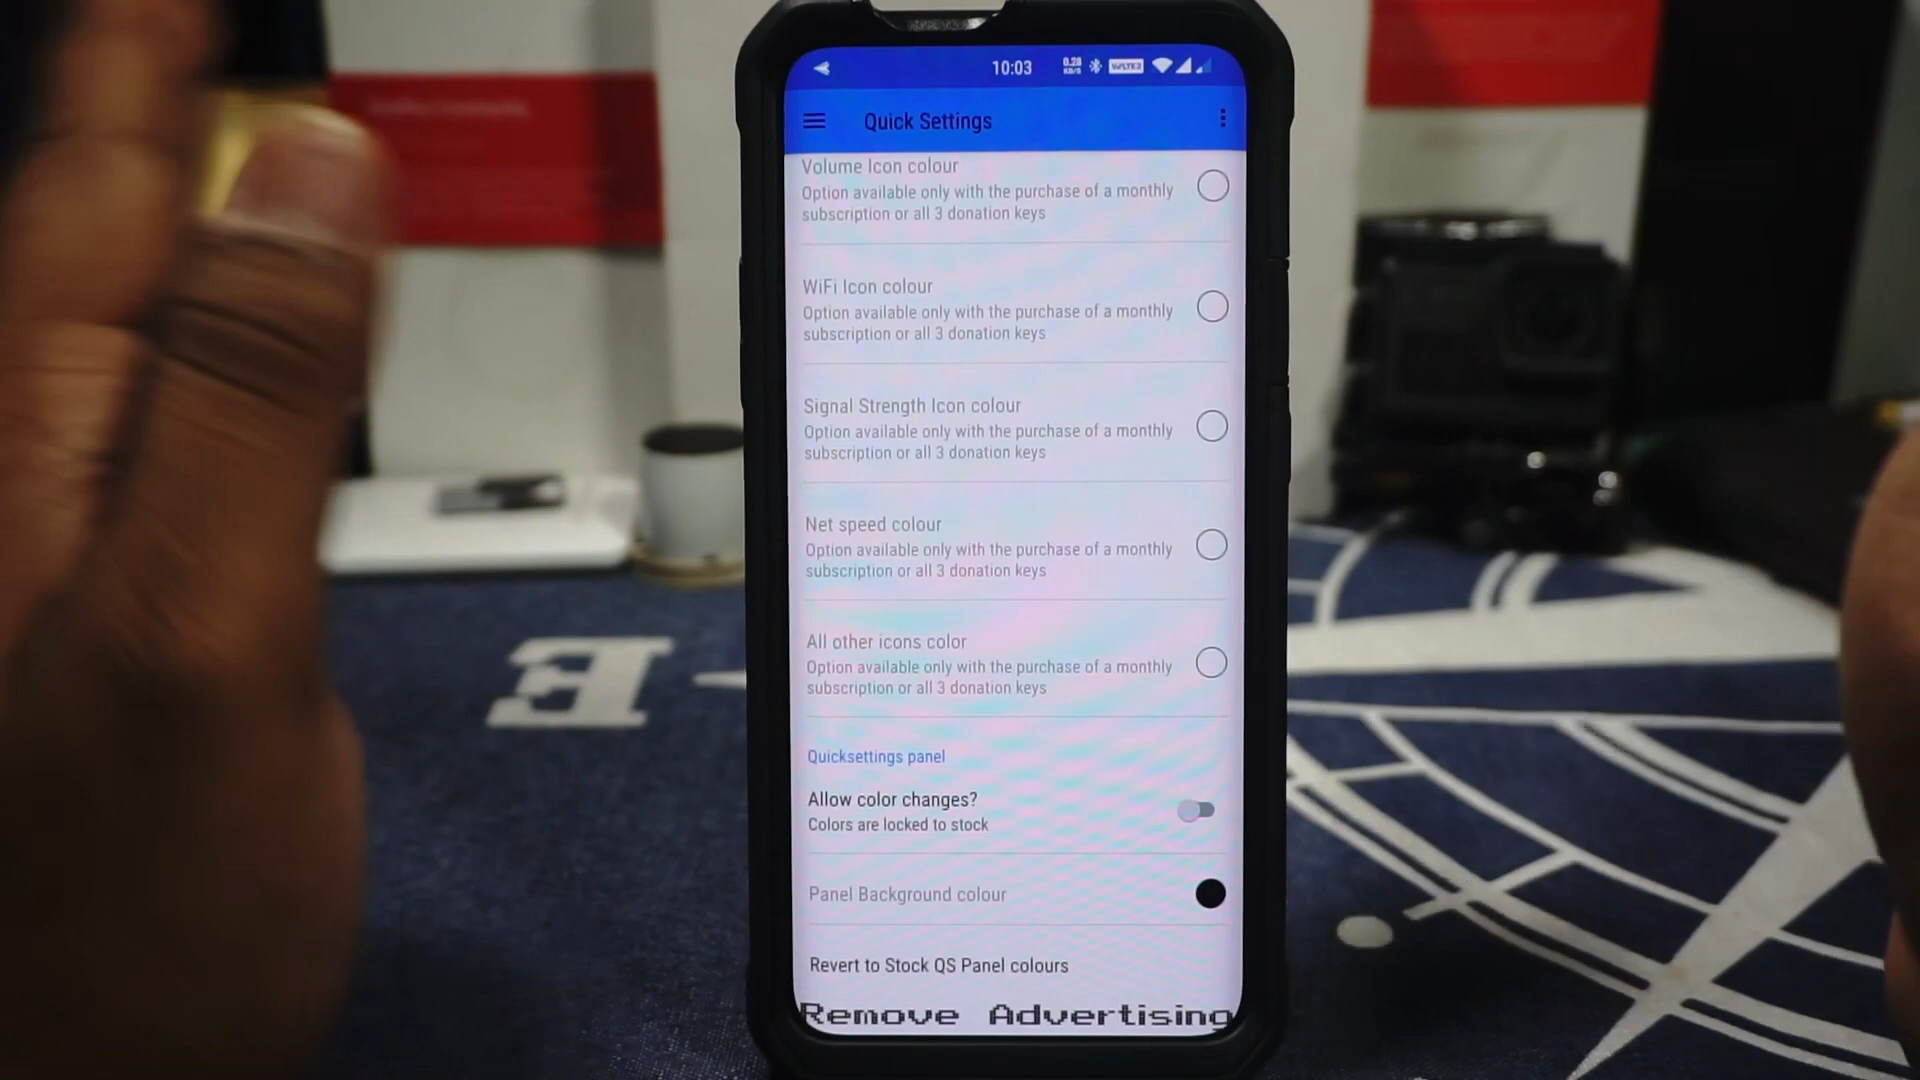 10:03 0.28 KB/S VoLTE2
Quick Settings
Volume Icon colour
Option available only with the purchase of a monthly
subscription or all 3 donation keys
WiFi Icon colour
Option available only with the purchase of a monthly
subscription or all 3 donation keys
Signal Strength Icon colour
Option available only with the purchase of a monthly
subscription or all 3 donation keys
Net speed colour
Option available only with the purchase of a monthly
subscription or all 3 donation keys
All other icons color
Option available only with the purchase of a monthly
subscription or all 3 donation keys
Quicksettings panel
Allow color changes?
Colors are locked to stock
Panel Background colour
Revert to Stock QS Panel colours
Remove Advertising
E